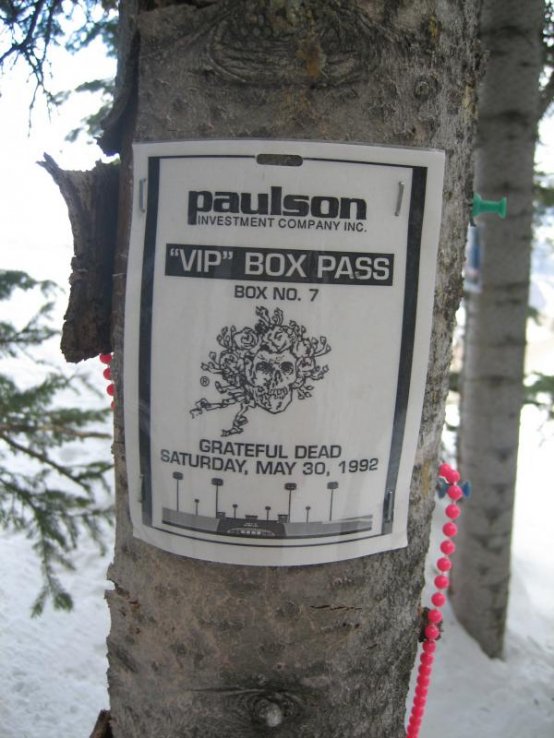 paulson
INVESTMENT COMPANY INC.
"VIP" BOX PASS
BOX NO. 7
®
GRATEFUL DEAD
SATURDAY, MAY 30, 1992